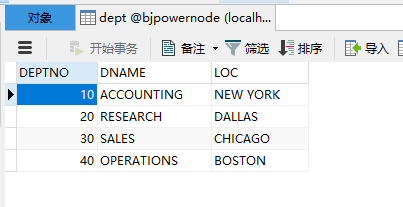 对象 dept @bjpowernode (localh...
开始事务 备注 筛选 排序 导入
DEPTNO DNAME LOC
10 ACCOUNTING NEW YORK
20 RESEARCH DALLAS
30 SALES CHICAGO
40 OPERATIONS BOSTON